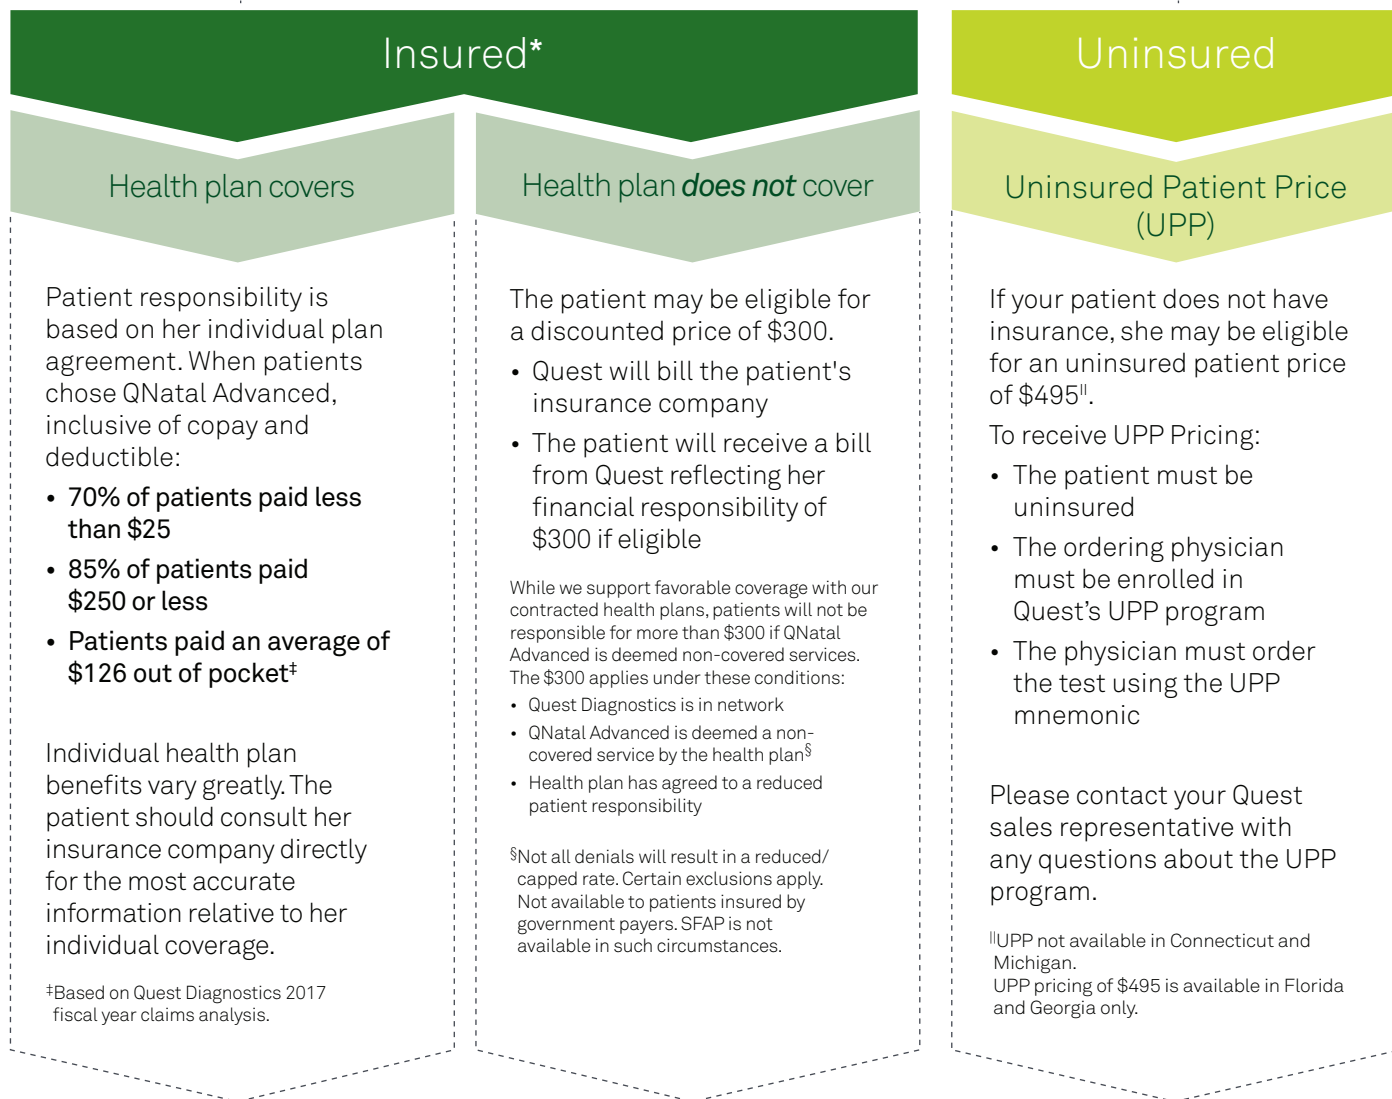 Insured*
Health plan covers
Patient responsibility is
based on her individual plan
agreement. When patients
chose QNatal Advanced,
inclusive of copay and
deductible:
• 70% of patients paid less
than $25
• 85% of patients paid
$250 or less
• Patients paid an average of
$126 out of pocket‡
Individual health plan
benefits vary greatly. The
patient should consult her
insurance company directly
for the most accurate
information relative to her
individual coverage.
‡Based on Quest Diagnostics 2017
fiscal year claims analysis.
Health plan does not cover
The patient may be eligible for
a discounted price of $300.
• Quest will bill the patient's
insurance company
• The patient will receive a bill
from Quest reflecting her
financial responsibility of
$300 if eligible
While we support favorable coverage with our
contracted health plans, patients will not be
responsible for more than $300 if QNatal
Advanced is deemed non-covered services.
The $300 applies under these conditions:
• Quest Diagnostics is in network
• QNatal Advanced is deemed a non-
covered service by the health plan§
• Health plan has agreed to a reduced
patient responsibility
§Not all denials will result in a reduced/
capped rate. Certain exclusions apply.
Not available to patients insured by
government payers. SFAP is not
available in such circumstances.
Uninsured
Uninsured Patient Price
(UPP)
If your patient does not have
insurance, she may be eligible
for an uninsured patient price
of $495||.
To receive UPP Pricing:
• The patient must be
uninsured
• The ordering physician
must be enrolled in
Quest’s UPP program
• The physician must order
the test using the UPP
mnemonic
Please contact your Quest
sales representative with
any questions about the UPP
program.
||UPP not available in Connecticut and
Michigan.
UPP pricing of $495 is available in Florida
and Georgia only.